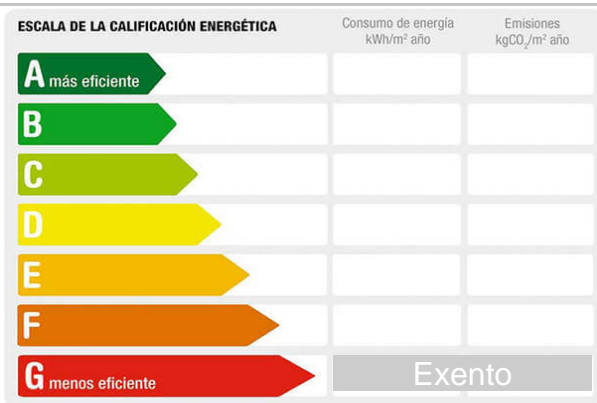 ESCALA DE LA CALIFICACIÓN ENERGÉTICA
Consumo de energía
kWh/m² año
Emisiones
kgCO₂/m² año
A más eficiente
B
C
D
E
F
G menos eficiente
Exento